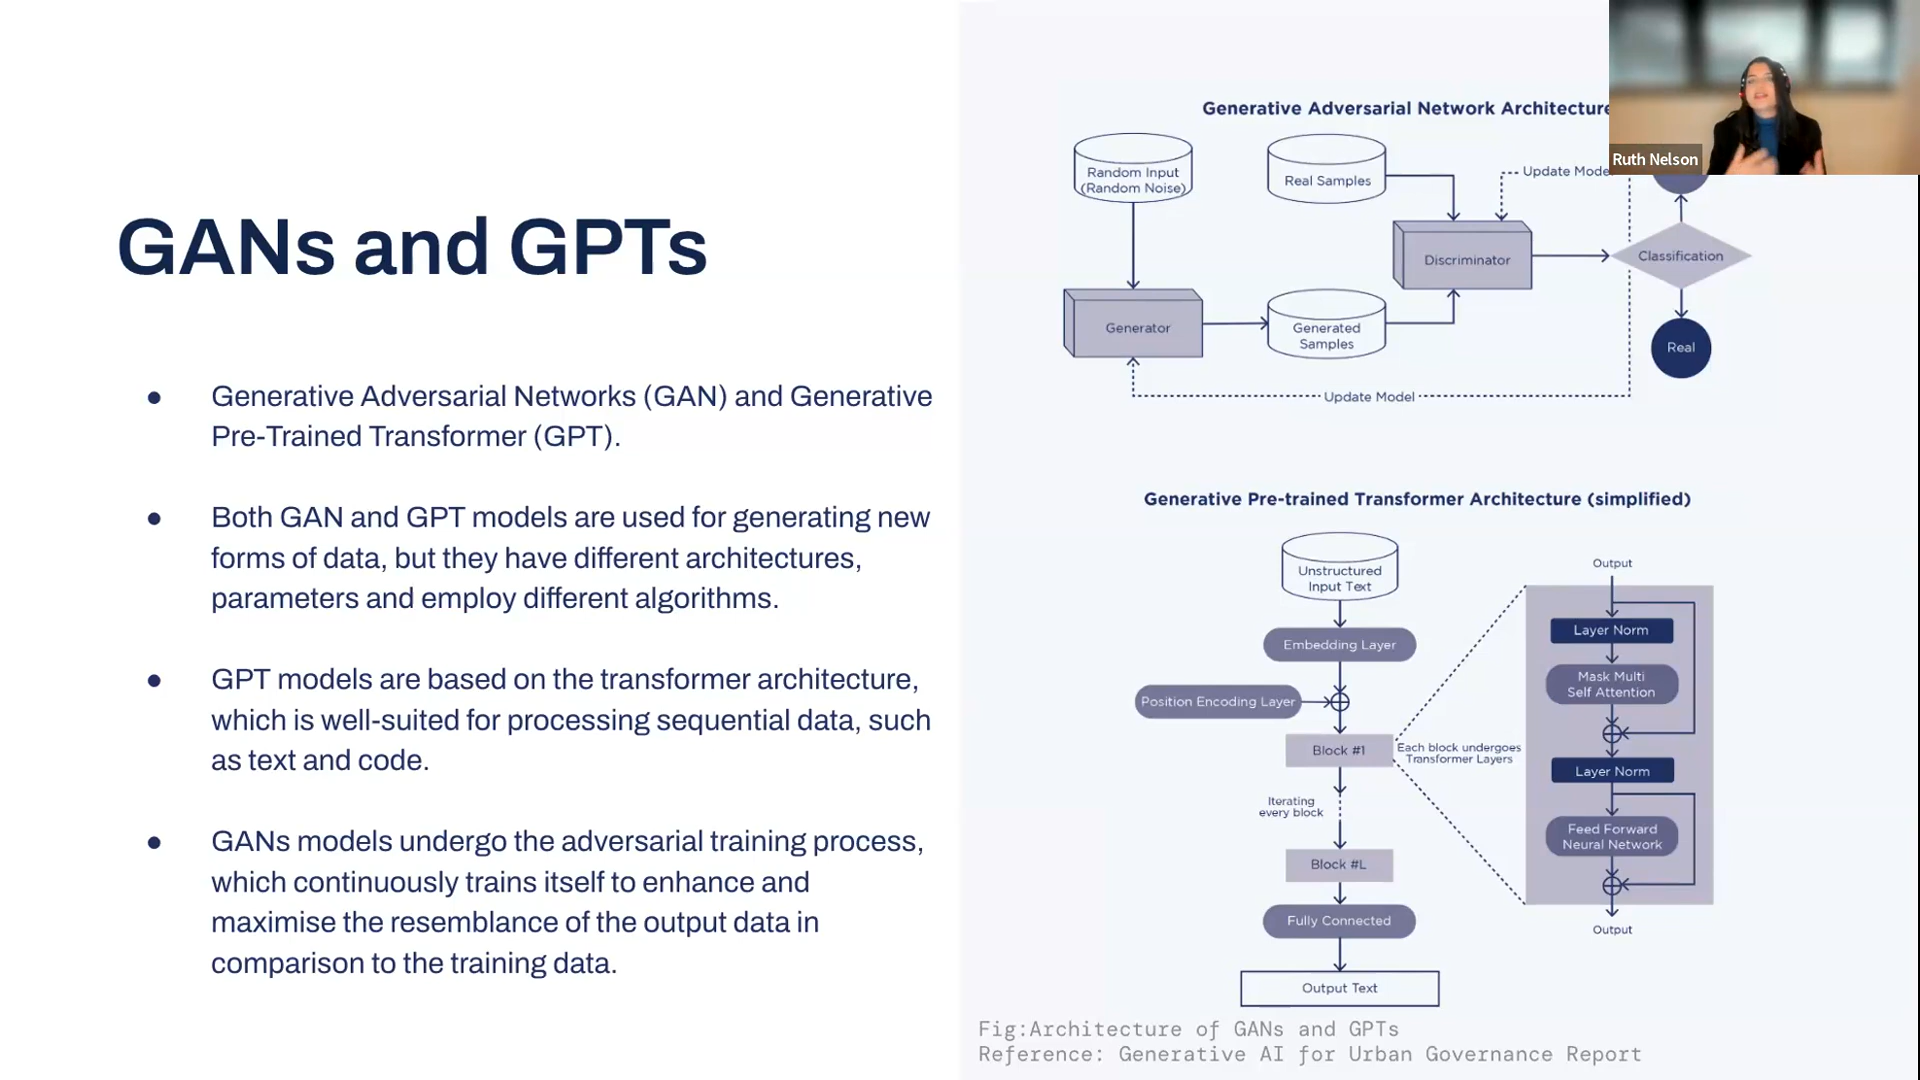 GANs and GPTs
● Generative Adversarial Networks (GAN) and Generative
Pre-Trained Transformer (GPT).
● Both GAN and GPT models are used for generating new
forms of data, but they have different architectures,
parameters and employ different algorithms.
● GPT models are based on the transformer architecture,
which is well-suited for processing sequential data, such
as text and code.
● GANs models undergo the adversarial training process,
which continuously trains itself to enhance and
maximise the resemblance of the output data in
comparison to the training data.
Generative Adversarial Network Architecture
Ruth Nelson
Random Input
(Random Noise)
Real Samples
Update Mode
Discriminator
Classification
Generator
Generated
Samples
Real
Update Model
Generative Pre-trained Transformer Architecture (simplified)
Unstructured
Input Text
Embedding Layer
Position Encoding Layer
Block #1
Each block undergoes
Transformer Layers
Iterating
every block
Block #L
Fully Connected
Output Text
Output
Layer Norm
Mask Multi
Self Attention
Layer Norm
Feed Forward
Neural Network
Output
Fig:Architecture of GANs and GPTs
Reference: Generative AI for Urban Governance Report